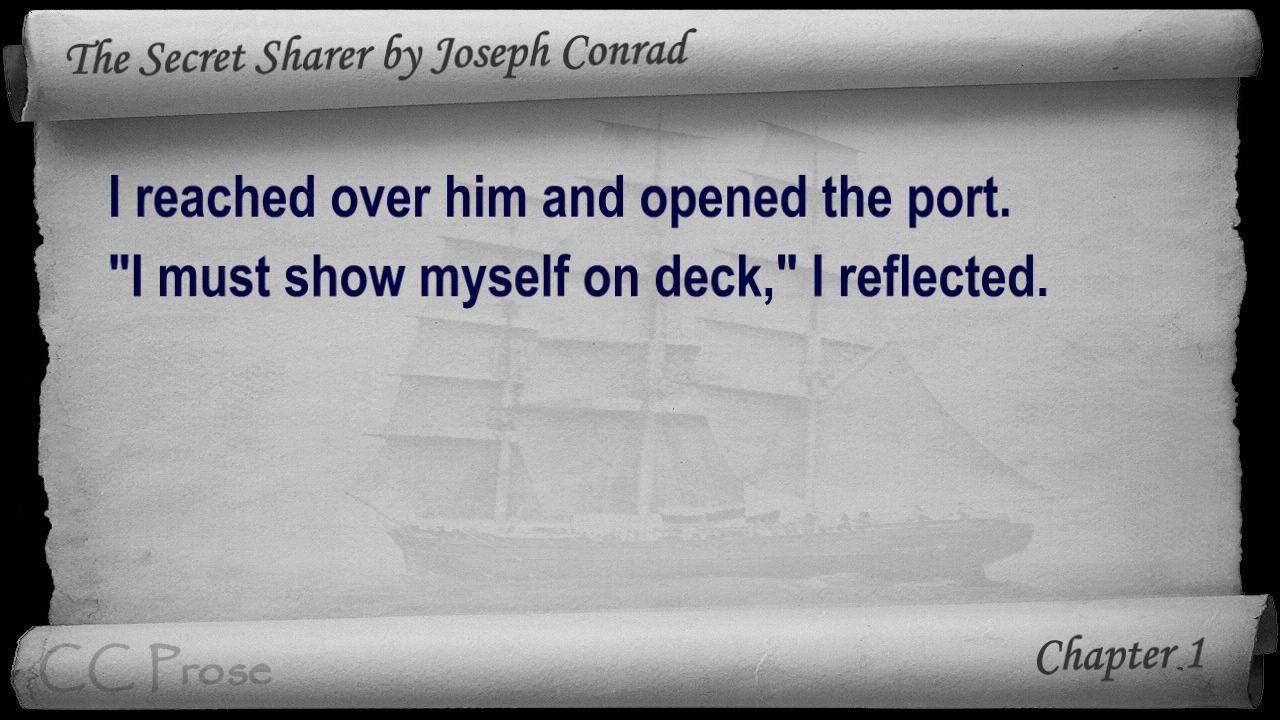 The Secret Sharer by Joseph Conrad
I reached over him and opened the port.
"I must show myself on deck," I reflected.
CC Prose
Chapter 1